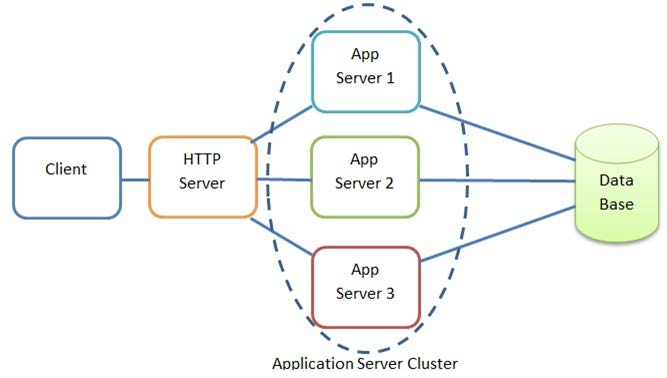 Client
HTTP
Server
App
Server 1
App
Server 2
App
Server 3
Data
Base
Application Server Cluster